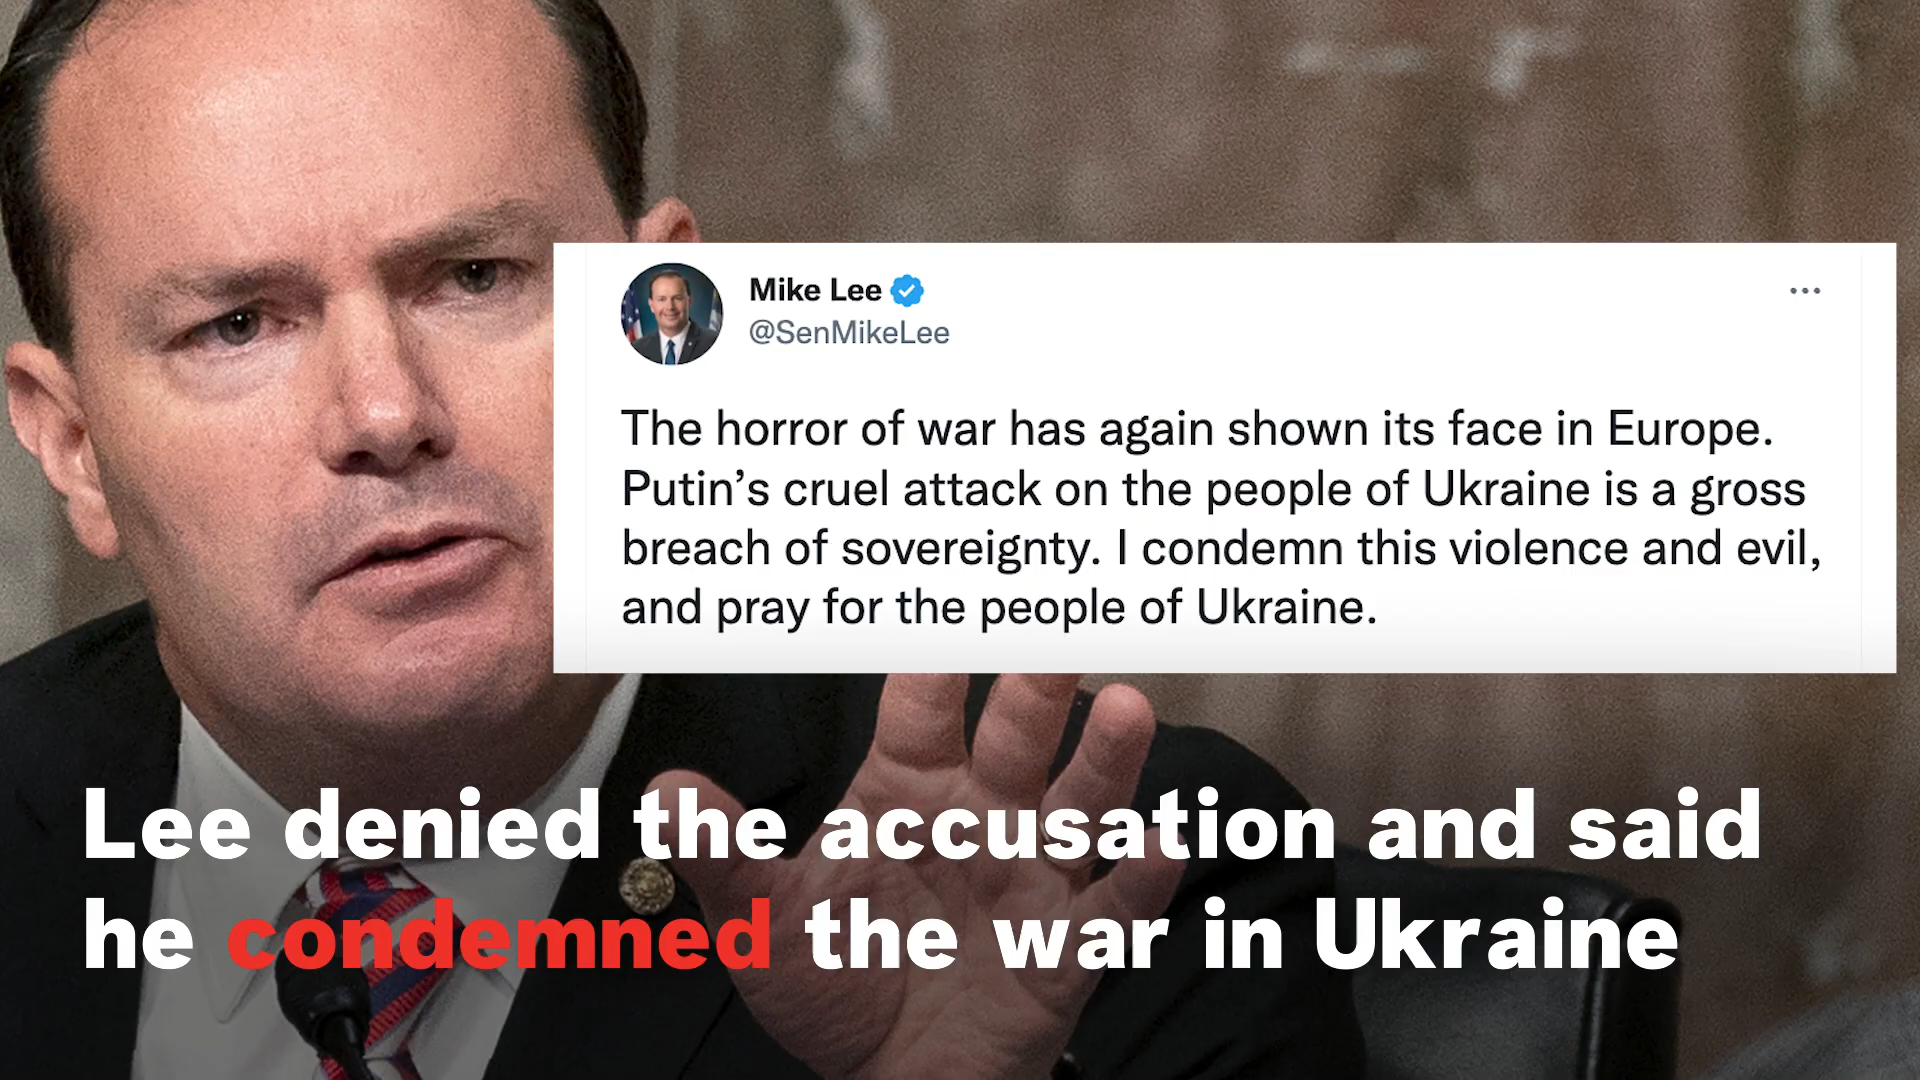 Mike Lee
@SenMikeLee
The horror of war has again shown its face in Europe.
Putin’s cruel attack on the people of Ukraine is a gross
breach of sovereignty. I condemn this violence and evil,
and pray for the people of Ukraine.
Lee denied the accusation and said
he condemned the war in Ukraine